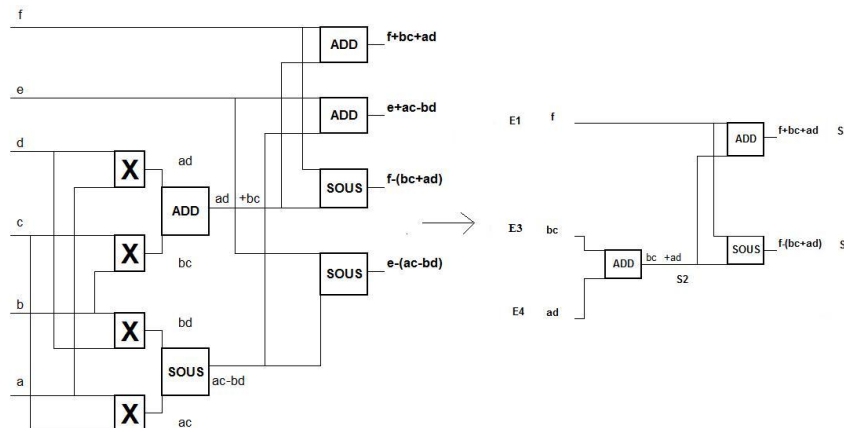 f
ADD
f+bc+ad
e
ADD
e+ac-bd
d
X
ad
ADD
ad +bc
SOUS
f-(bc+ad)
c
X
bc
SOUS
e-(ac-bd)
b
X
bd
SOUS
ac-bd
a
X
ac
E1 f
ADD
f+bc+ad S
E3 bc
ADD
bc +ad
S2
SOUS
f-(bc+ad) S
E4 ad